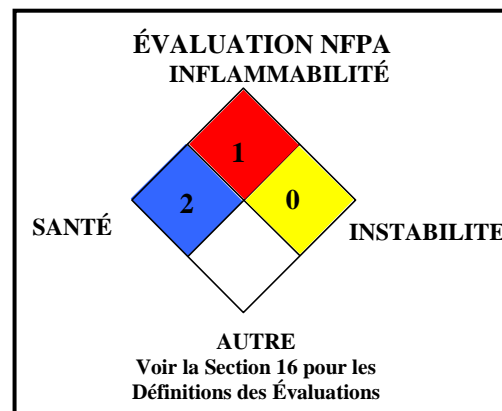 ÉVALUATION NFPA
INFLAMMABILITÉ
1
2
0
SANTÉ
INSTABILITE
AUTRE
Voir la Section 16 pour les
Définitions des Évaluations